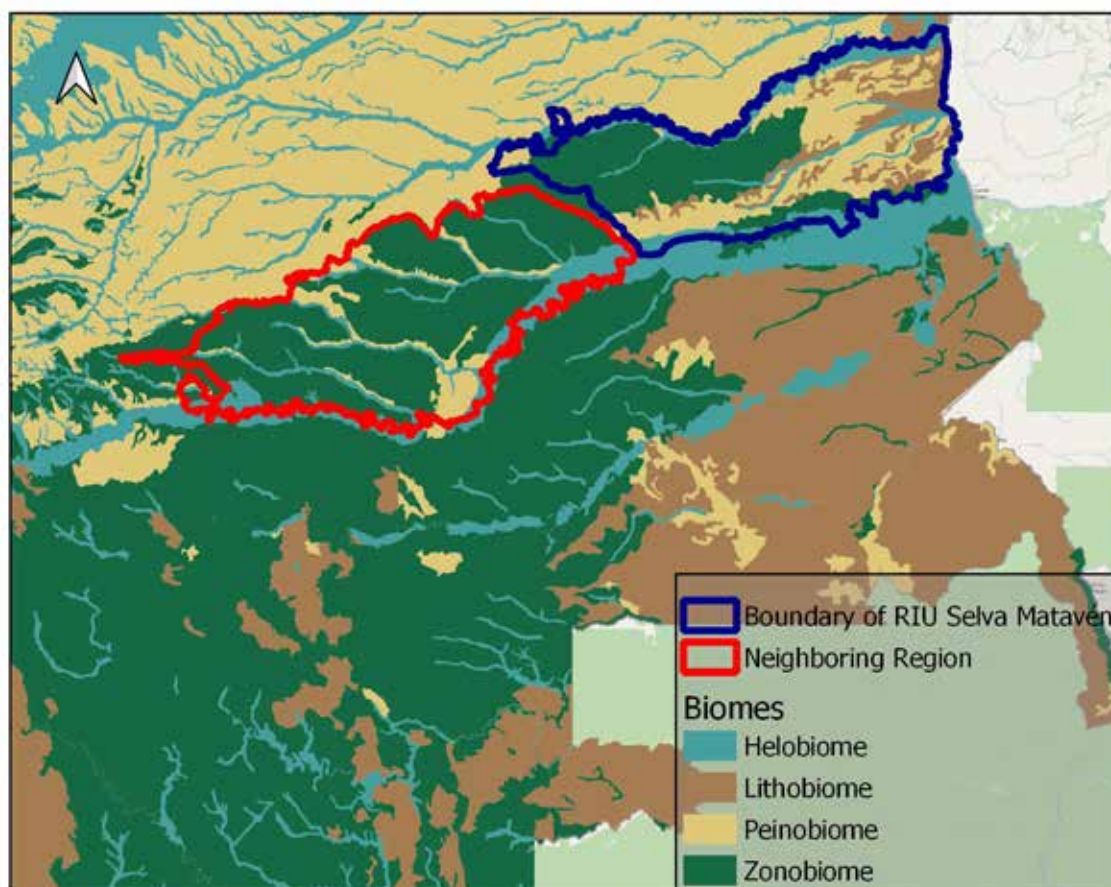 Boundary of RIU Selva Matavén
Neighboring Region
Biomes
Helobiome
Lithobiome
Peinobiome
Zonobiome